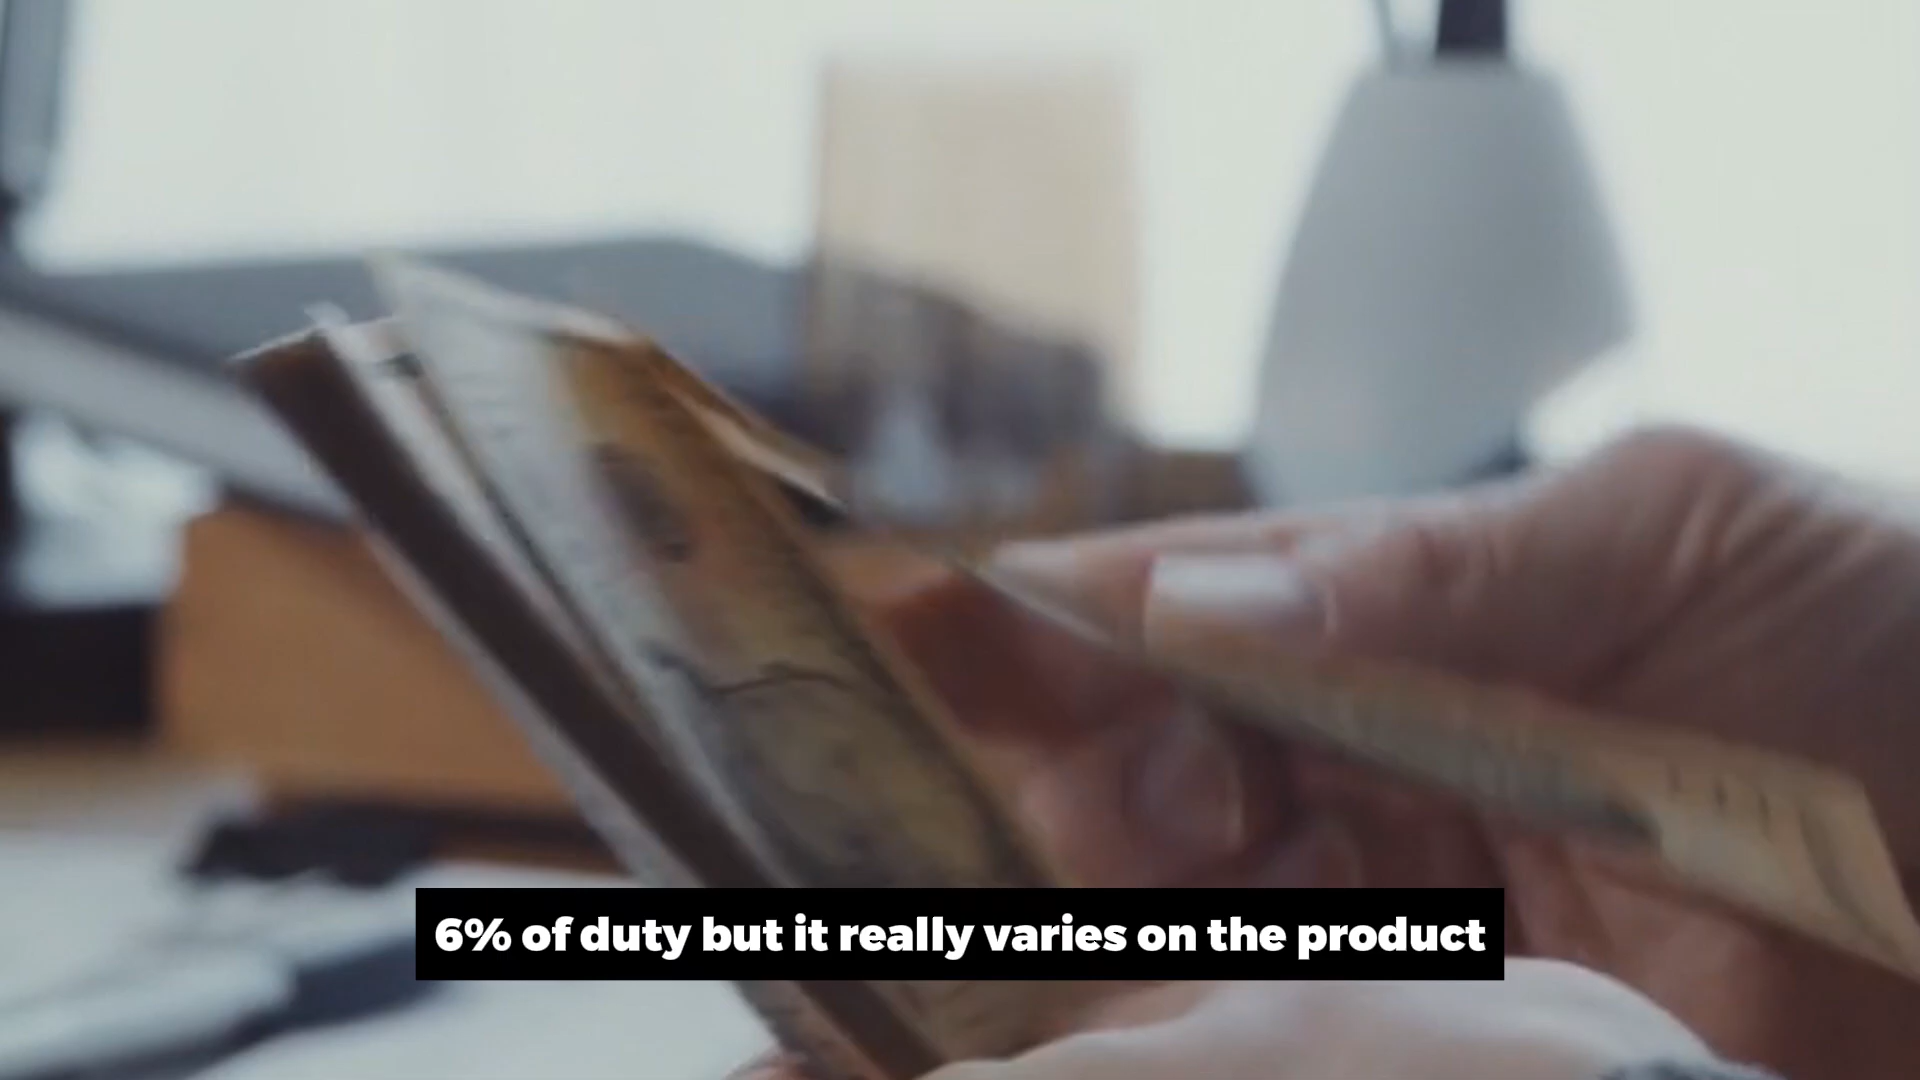 6% of duty but it really varies on the product